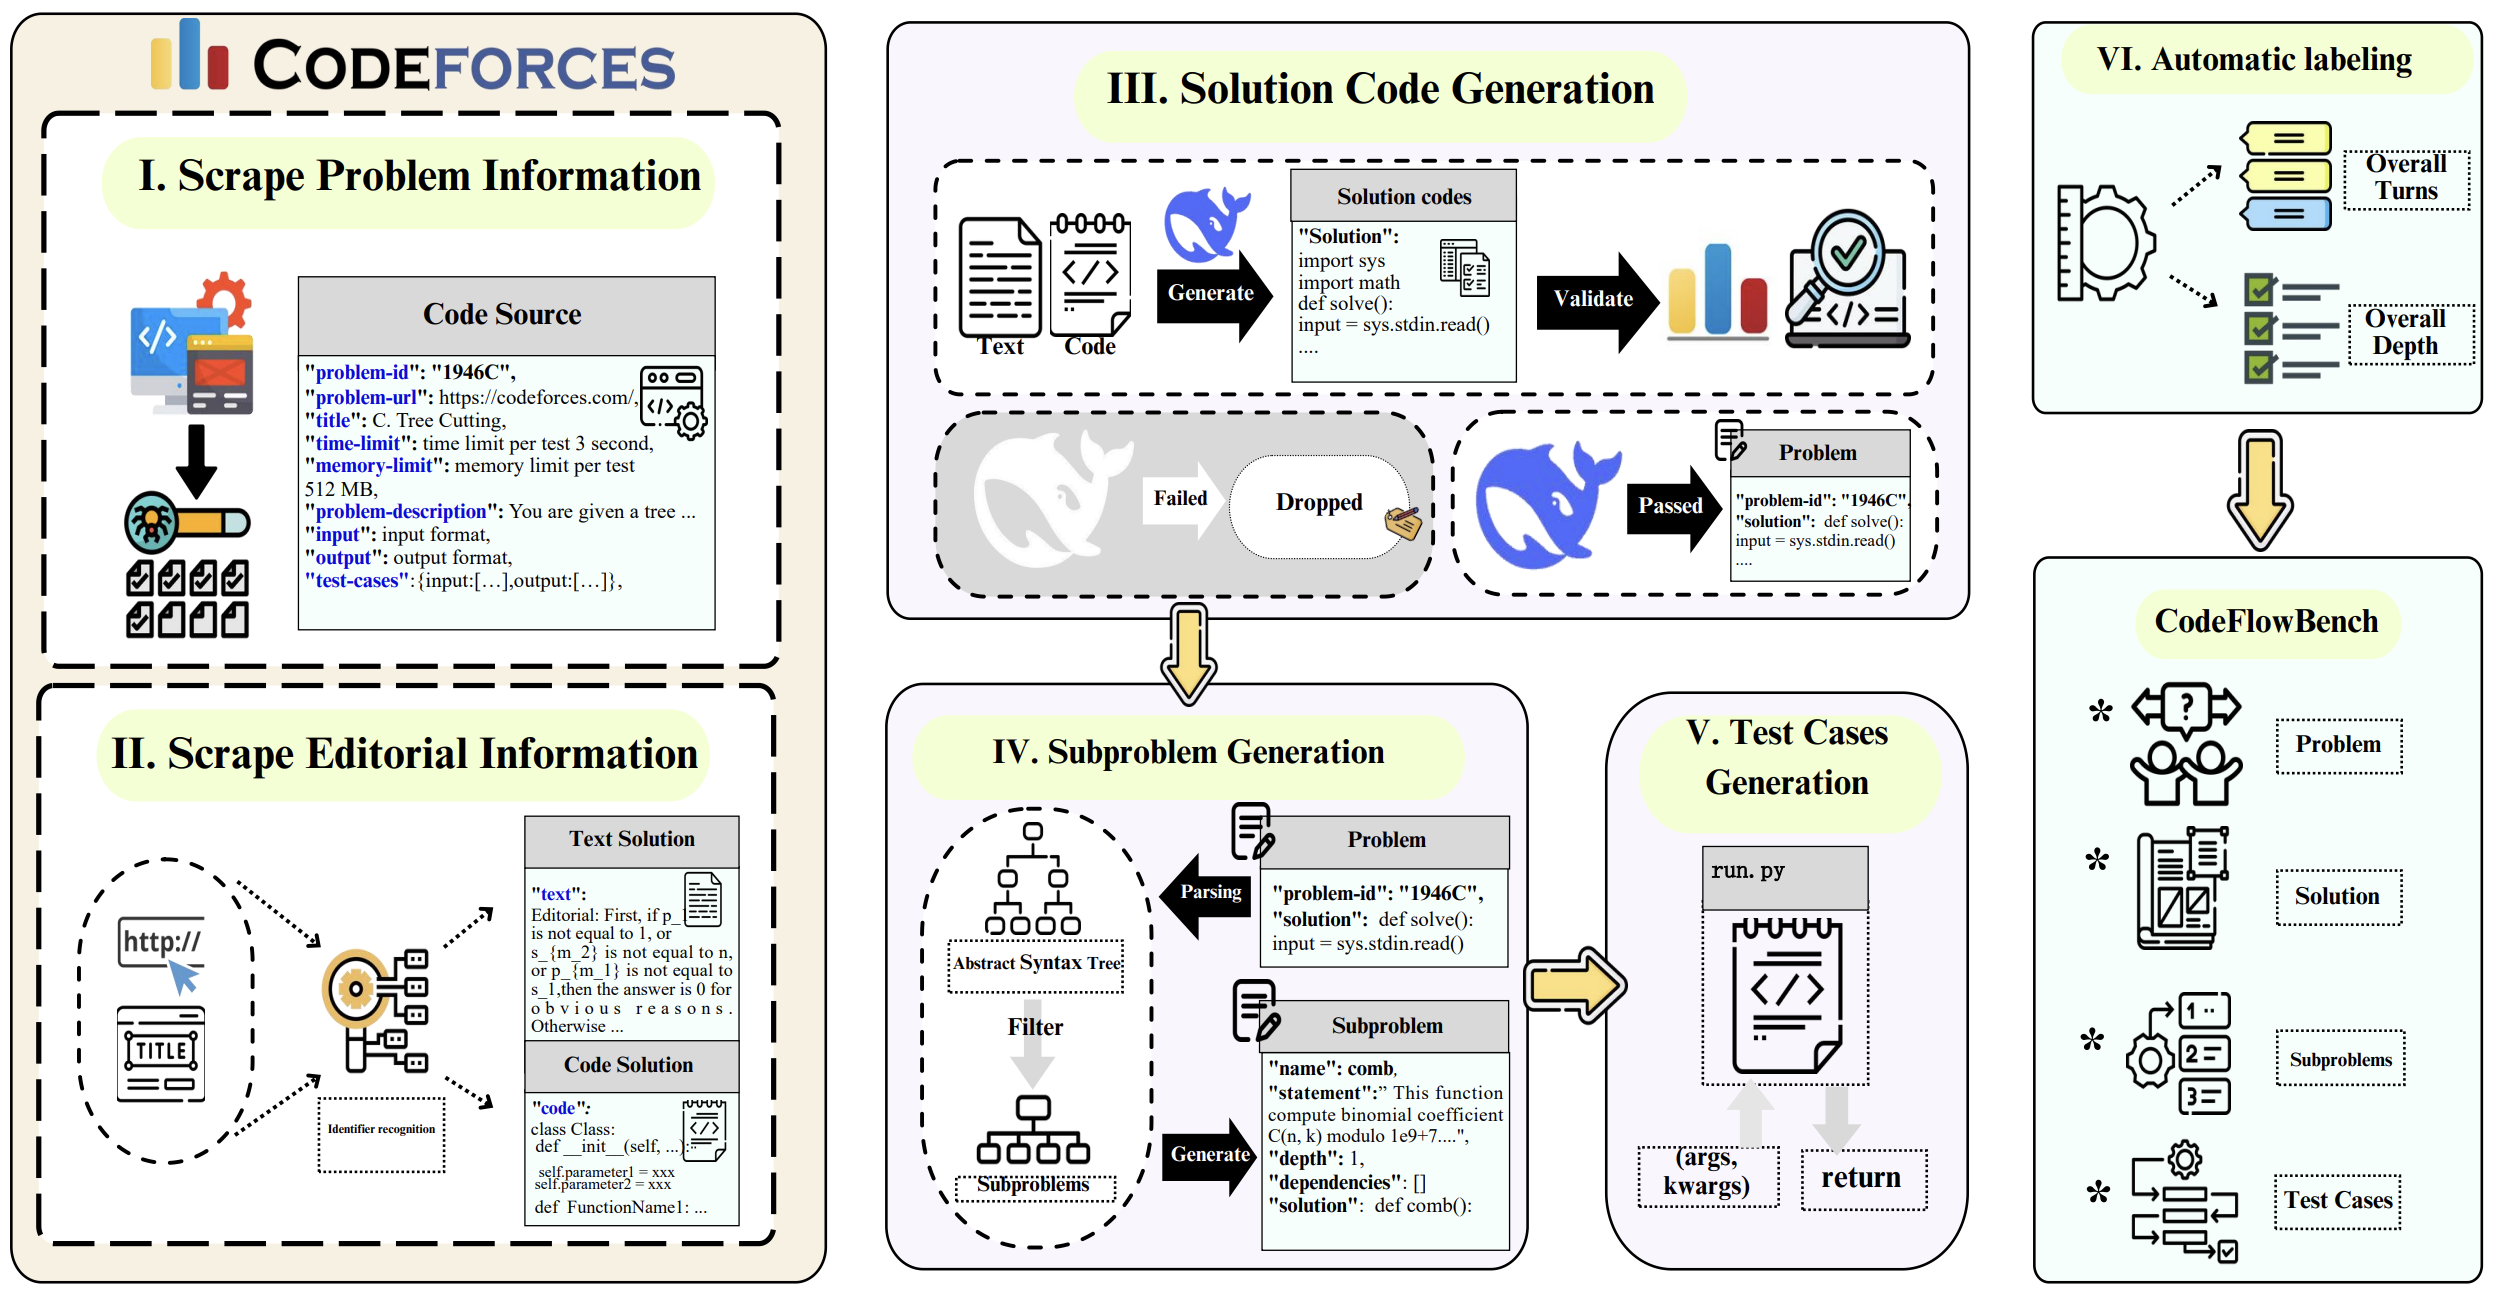 CODEFORCES
I. Scrape Problem Information
Code Source
"problem-id": "1946C",
"problem-url": https://codeforces.com/,
"title": C. Tree Cutting,
"time-limit": time limit per test 3 second,
"memory-limit": memory limit per test
512 MB,
"problem-description": You are given a tree ...
"input": input format,
"output": output format,
"test-cases":{input:[…],output:[…]},
II. Scrape Editorial Information
http://
TITLE
Identifier recognition
Text Solution
"text":
Editorial: First, if p_1
is not equal to 1, or
s_{m_2} is not equal to n,
or p_{m_1} is not equal to
s_1,then the answer is 0 for
obvious reasons.
Otherwise ...
Code Solution
"code":
class Class:
def __init__(self, ...):
self.parameter1 = xxx
self.parameter2 = xxx
def FunctionName1: ...
III. Solution Code Generation
Text
Code
Generate
Solution codes
"Solution":
import sys
import math
def solve():
input = sys.stdin.read()
....
Validate
Failed
Dropped
Passed
Problem
"problem-id": "1946C",
"solution": def solve():
input = sys.stdin.read()
....
IV. Subproblem Generation
Abstract Syntax Tree
Filter
Subproblems
Parsing
Problem
"problem-id": "1946C",
"solution": def solve():
input = sys.stdin.read()
Generate
Subproblem
"name": comb,
"statement":” This function
compute binomial coefficient
C(n, k) modulo 1e9+7....",
"depth": 1,
"dependencies": []
"solution": def comb():
V. Test Cases
Generation
run.py
(args,
kwargs)
return
VI. Automatic labeling
Overall
Turns
Overall
Depth
CodeFlowBench
* ? Problem
* Solution
* 1 2 3 Subproblems
* Test Cases